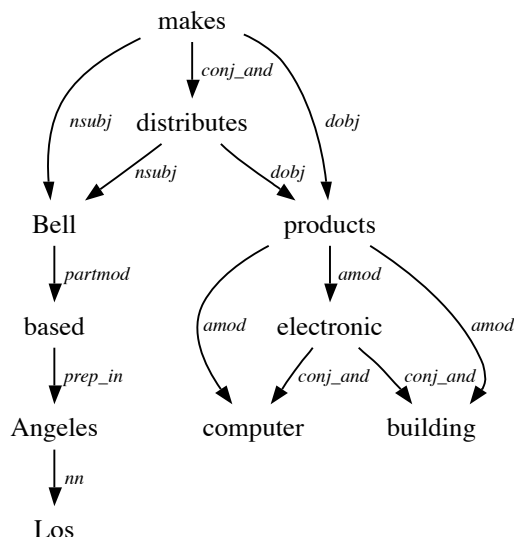 makes
conj_and
nsubj distributes dobj
nsubj dobj
Bell products
partmod amod
based amod electronic amod
prep_in conj_and conj_and
Angeles computer building
nn
Los